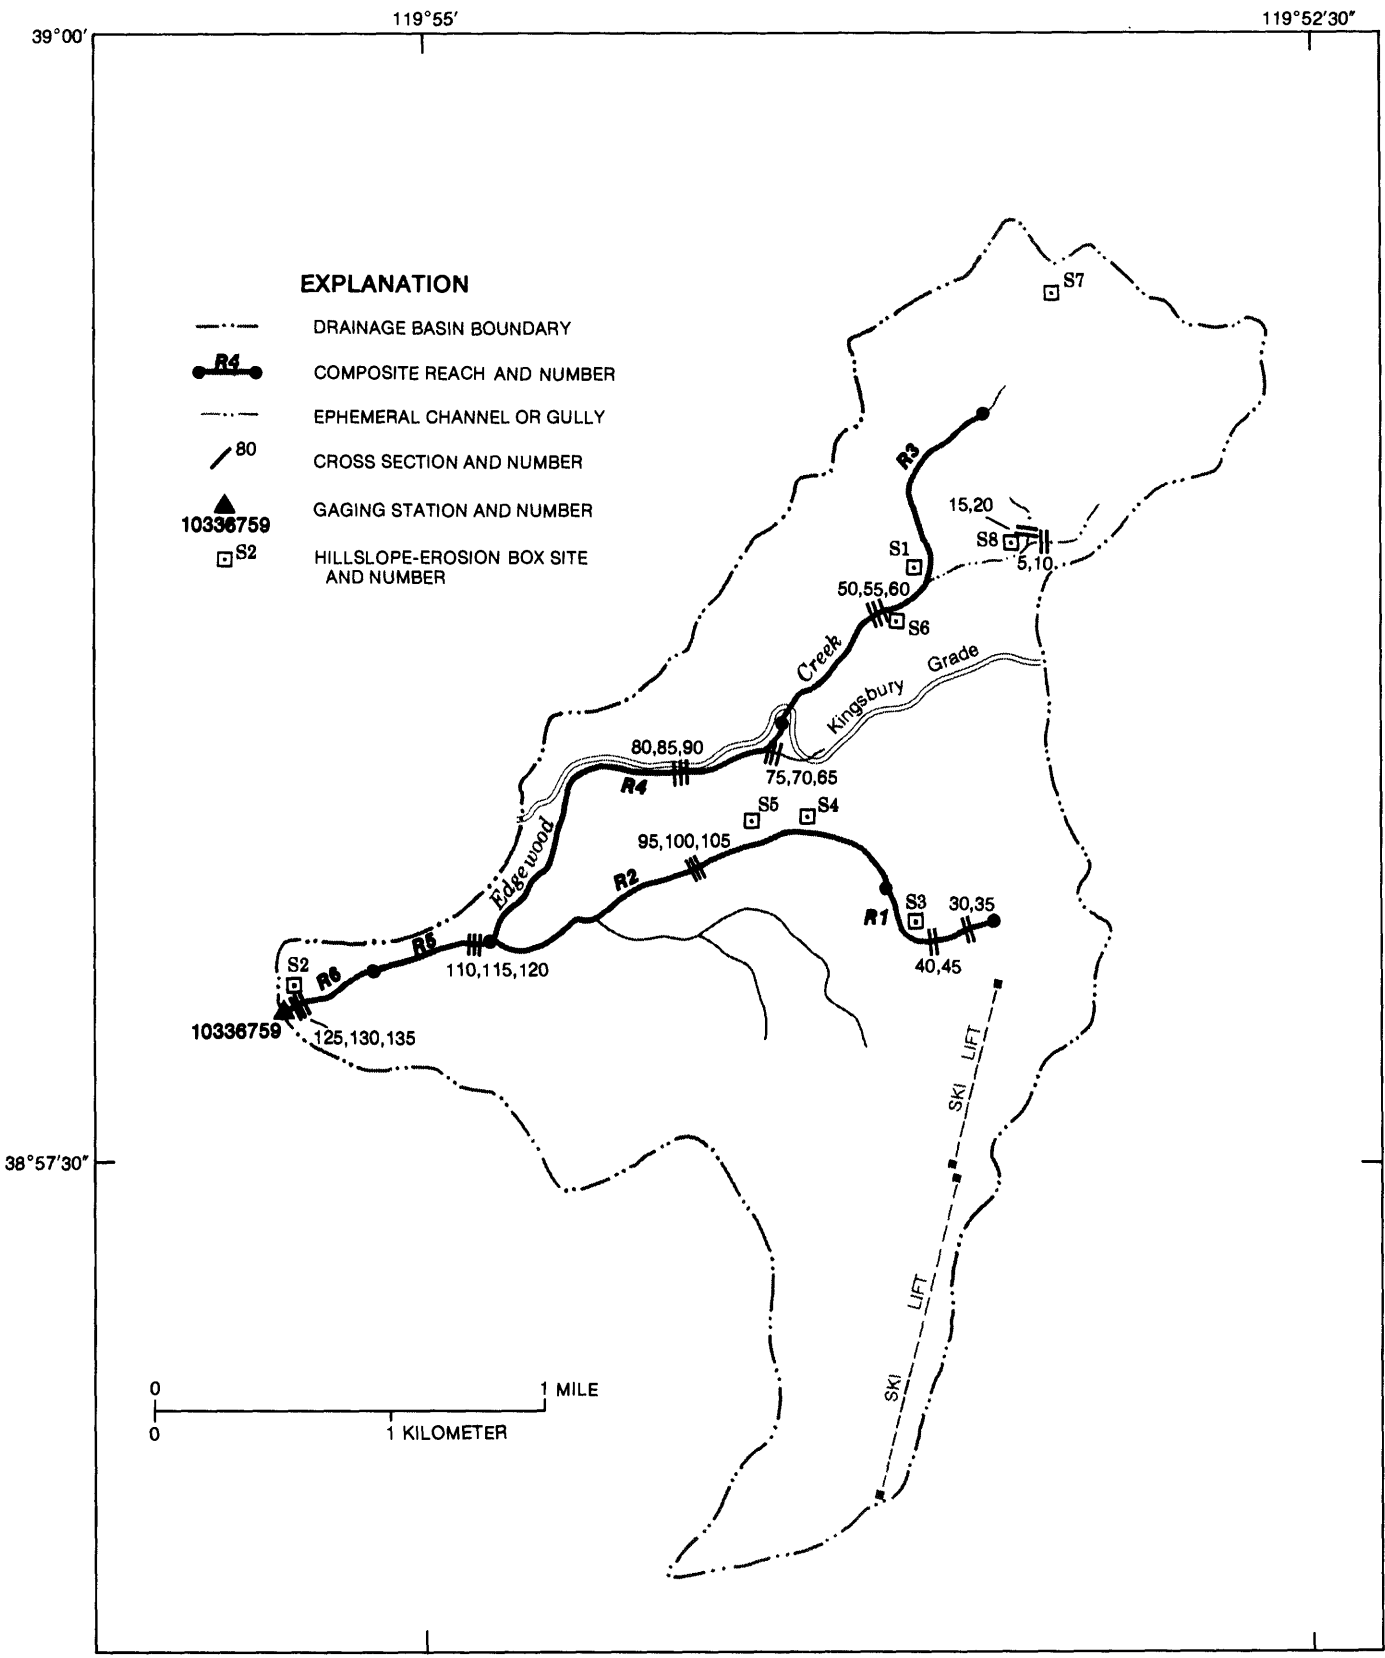 119°55′
119°52′30″
39°00′
S7
EXPLANATION
DRAINAGE BASIN BOUNDARY
R4
COMPOSITE REACH AND NUMBER
EPHEMERAL CHANNEL OR GULLY
80
CROSS SECTION AND NUMBER
10336759
GAGING STATION AND NUMBER
S2
HILLSLOPE-EROSION BOX SITE
AND NUMBER
R3
15,20
S8
5,10
S1
50,55,60
S6
Creek
Kingsbury Grade
80,85,90
R4
75,70,65
S5
S4
Edgewood
95,100,105
R2
S3
30,35
R1
40,45
R5
110,115,120
S2
R6
10336759
125,130,135
SKI LIFT
38°57′30″
SKI LIFT
0
1 MILE
0
1 KILOMETER